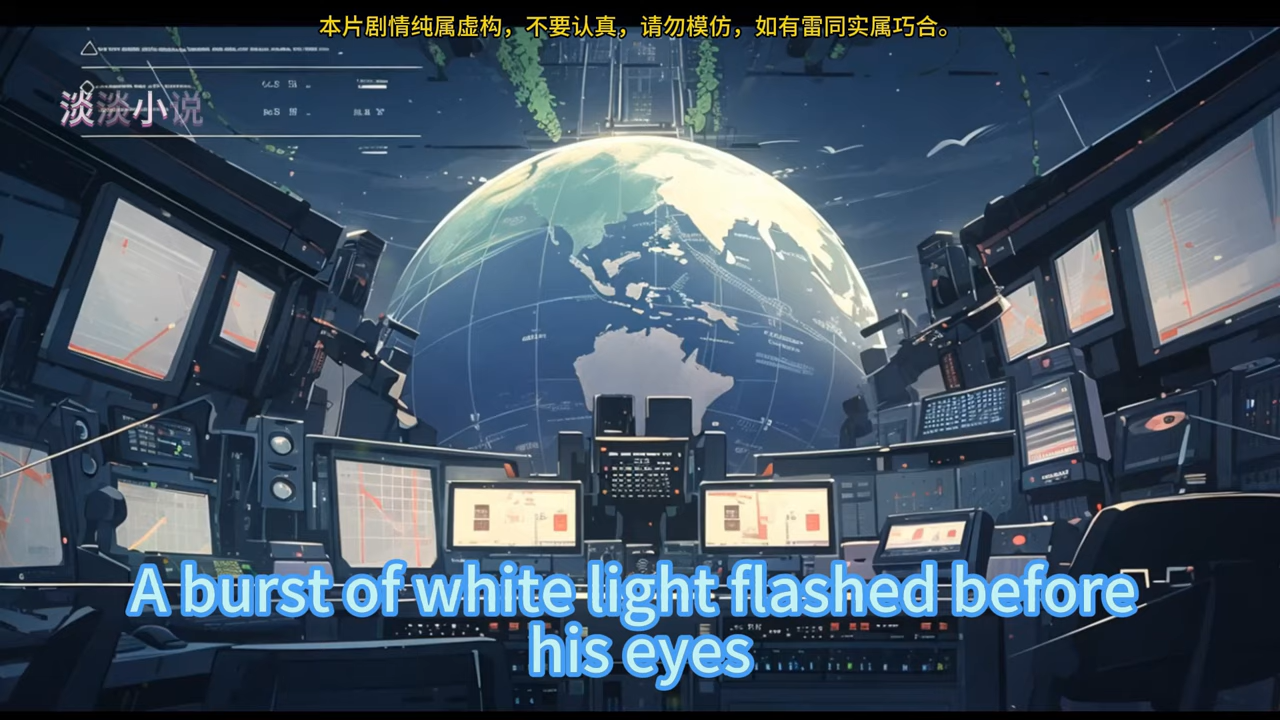 本片剧情纯属虚构，不要认真，请勿模仿，如有雷同实属巧合。
淡淡小说
A burst of white light flashed before
his eyes